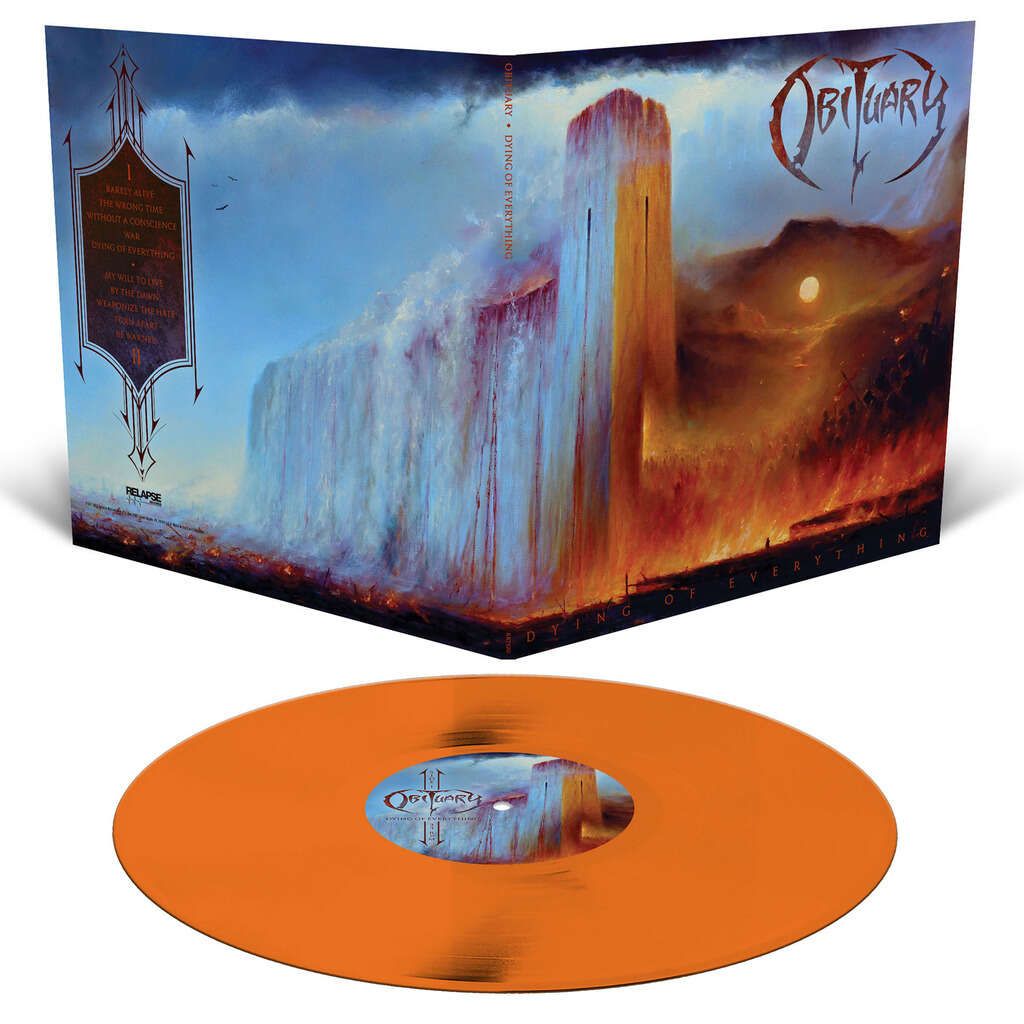 I
BARELY ALIVE
THE WRONG TIME
WITHOUT A CONSCIENCE
WAR
DYING OF EVERYTHING
MY WILL TO LIVE
BY THE DAWN
WEAPONIZE THE HATE
TORN APART
BE WARNED
II
RELAPSE
OBITUARY • DYING OF EVERYTHING
OBITUARY
DYING OF EVERYTHING
OBITUARY
DYING OF EVERYTHING